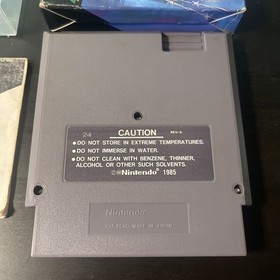 24 CAUTION REV-A
•DO NOT STORE IN EXTREME TEMPERATURES.
•DO NOT IMMERSE IN WATER.
•DO NOT CLEAN WITH BENZENE, THINNER,
ALCOHOL OR OTHER SUCH SOLVENTS.
©®Nintendo® 1985
Nintendo